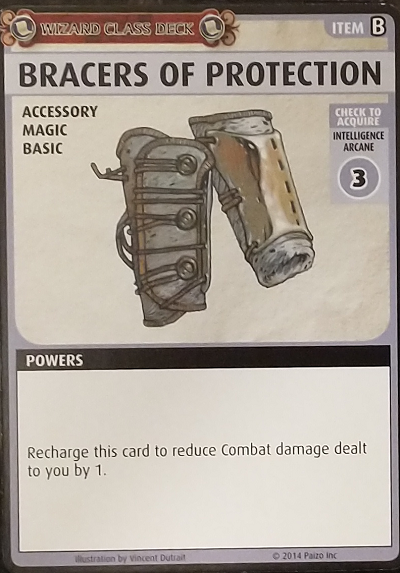 WIZARD CLASS DECK
ITEM B
BRACERS OF PROTECTION
ACCESSORY
MAGIC
BASIC
CHECK TO
ACQUIRE
INTELLIGENCE
ARCANE
3
POWERS
Recharge this card to reduce Combat damage dealt
to you by 1.
Illustration by Vincent Dutrait
© 2014 Paizo Inc